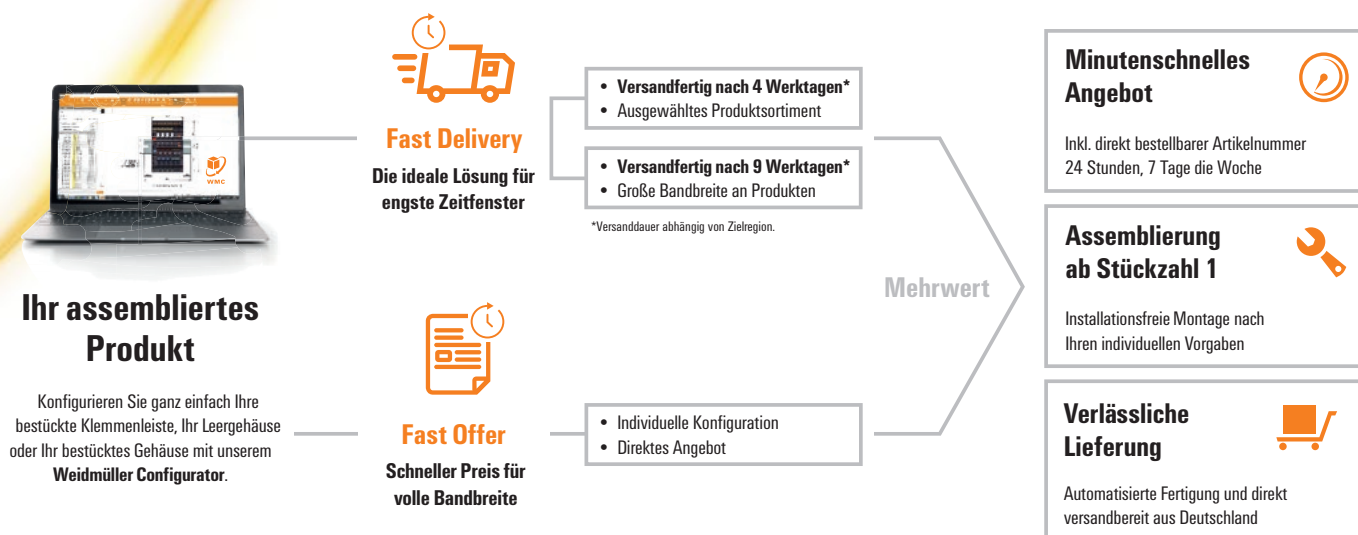 WMC
Ihr assembliertes
Produkt
Konfigurieren Sie ganz einfach Ihre
bestückte Klemmenleiste, Ihr Leergehäuse
oder Ihr bestücktes Gehäuse mit unserem
Weidmüller Configurator.
Fast Delivery
Die ideale Lösung für
engste Zeitfenster
• Versandfertig nach 4 Werktagen*
• Ausgewähltes Produktsortiment
• Versandfertig nach 9 Werktagen*
• Große Bandbreite an Produkten
*Versanddauer abhängig von Zielregion.
Fast Offer
Schneller Preis für
volle Bandbreite
• Individuelle Konfiguration
• Direktes Angebot
Mehrwert
Minutenschnelles
Angebot
Inkl. direkt bestellbarer Artikelnummer
24 Stunden, 7 Tage die Woche
Assemblierung
ab Stückzahl 1
Installationsfreie Montage nach
Ihren individuellen Vorgaben
Verlässliche
Lieferung
Automatisierte Fertigung und direkt
versandbereit aus Deutschland